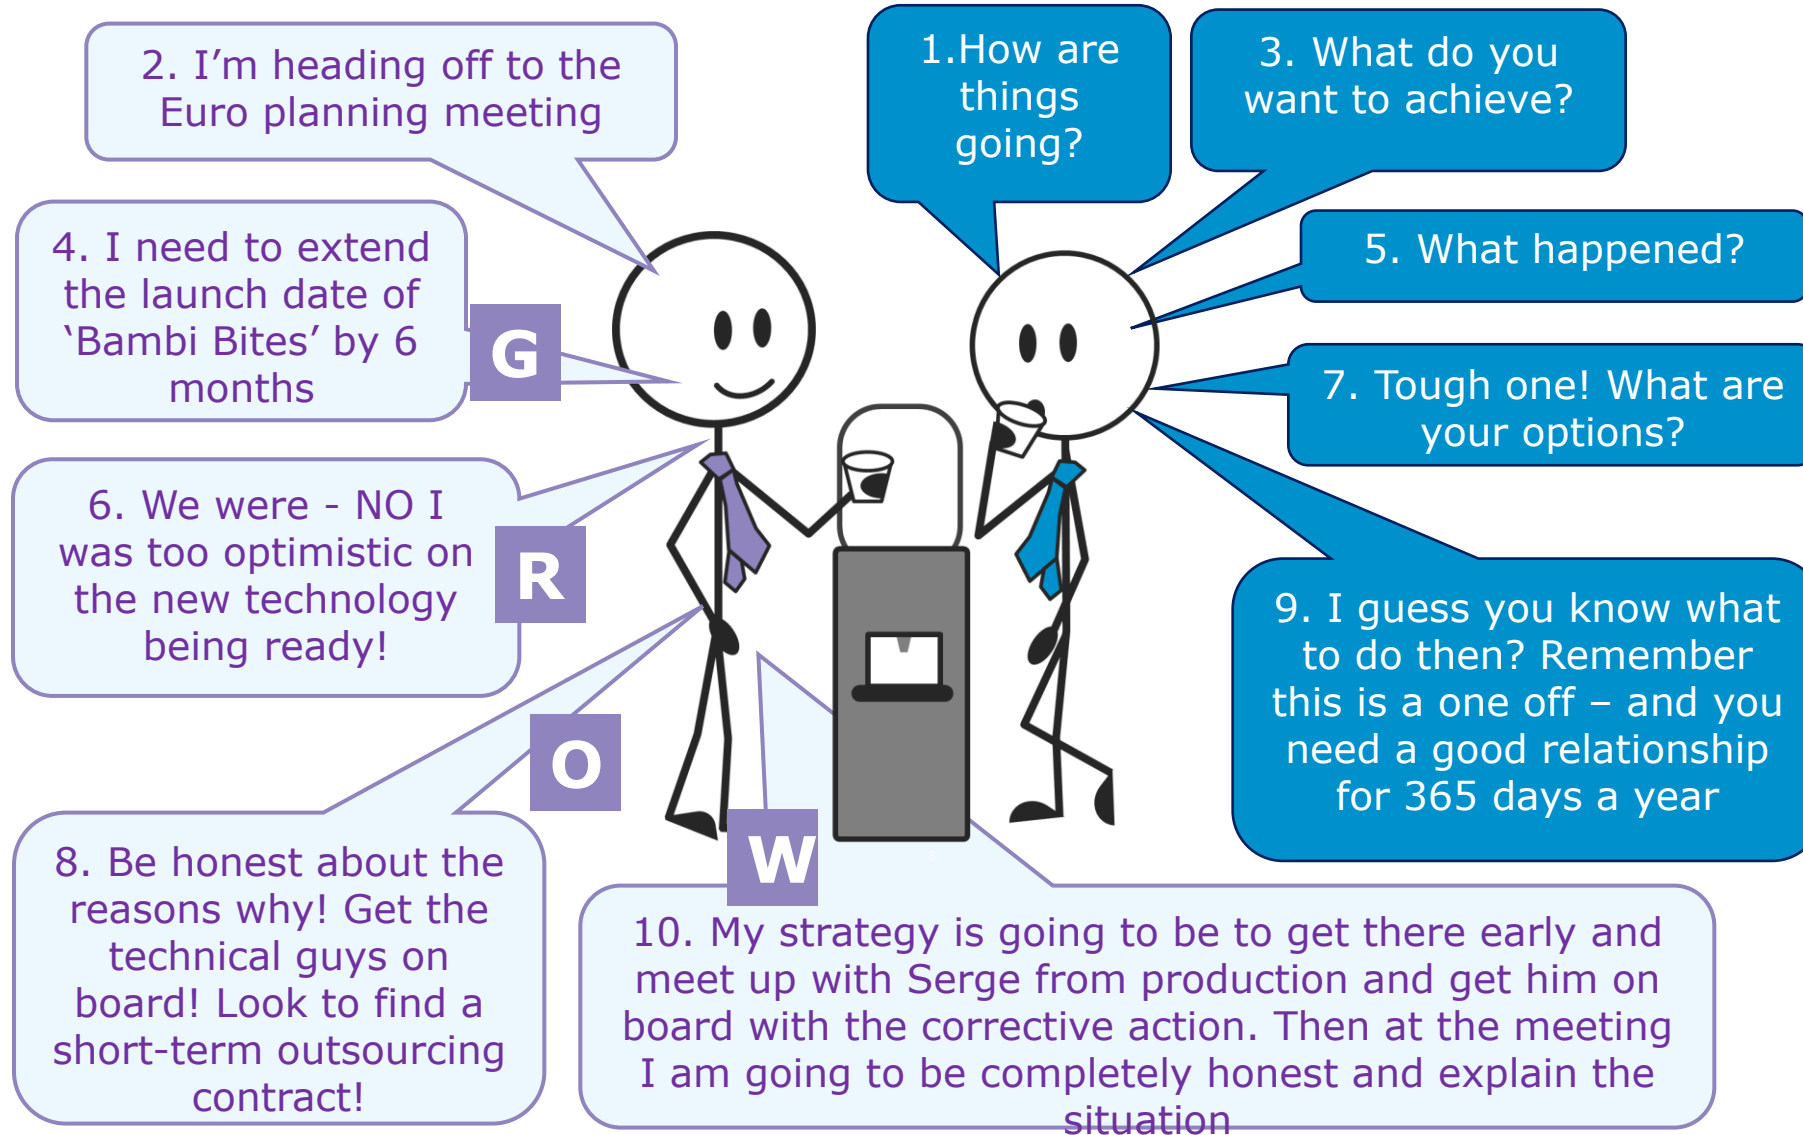 1.How are
things
going?
2. I’m heading off to the
Euro planning meeting
3. What do you
want to achieve?
4. I need to extend
the launch date of
‘Bambi Bites’ by 6
months
G
5. What happened?
6. We were - NO I
was too optimistic on
the new technology
being ready!
R
7. Tough one! What are
your options?
8. Be honest about the
reasons why! Get the
technical guys on
board! Look to find a
short-term outsourcing
contract!
O
9. I guess you know what
to do then? Remember
this is a one off – and you
need a good relationship
for 365 days a year
W
10. My strategy is going to be to get there early and
meet up with Serge from production and get him on
board with the corrective action. Then at the meeting
I am going to be completely honest and explain the
situation